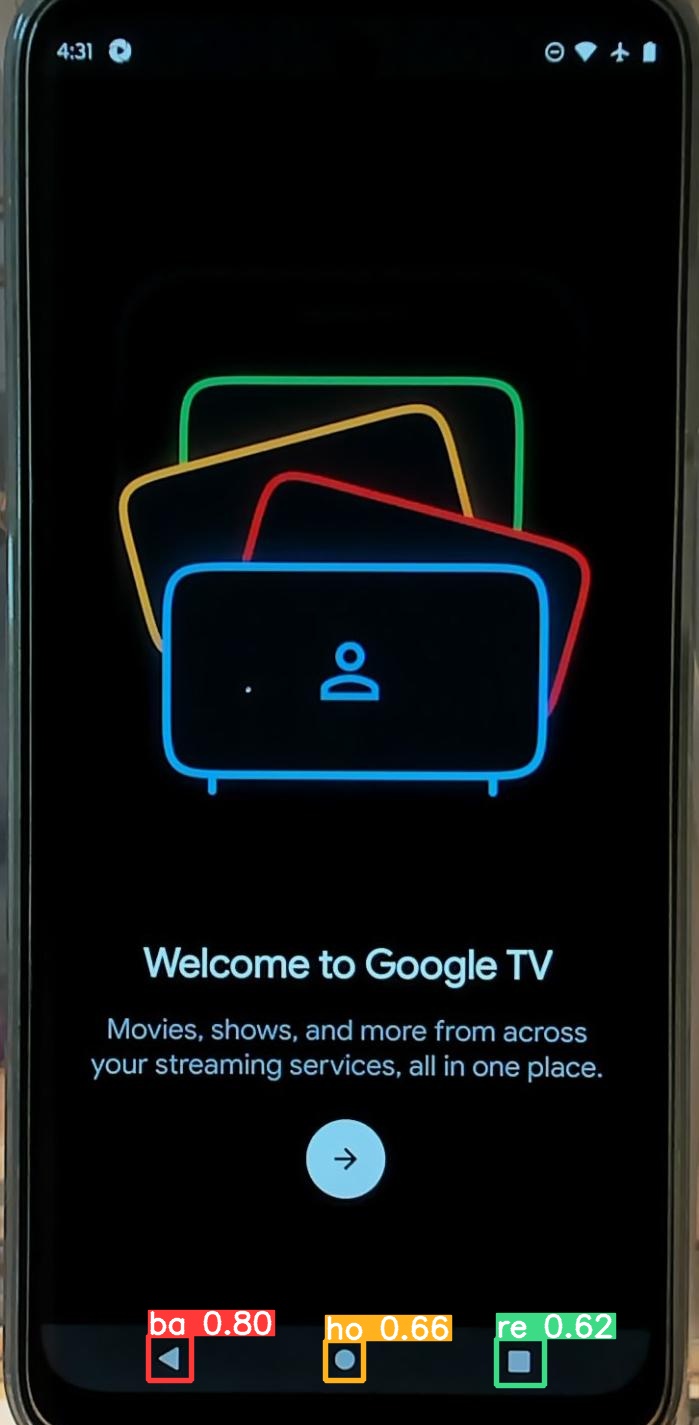 4:31
Welcome to Google TV
Movies, shows, and more from across
your streaming services, all in one place.
ba 0.80
ho 0.66
re 0.62